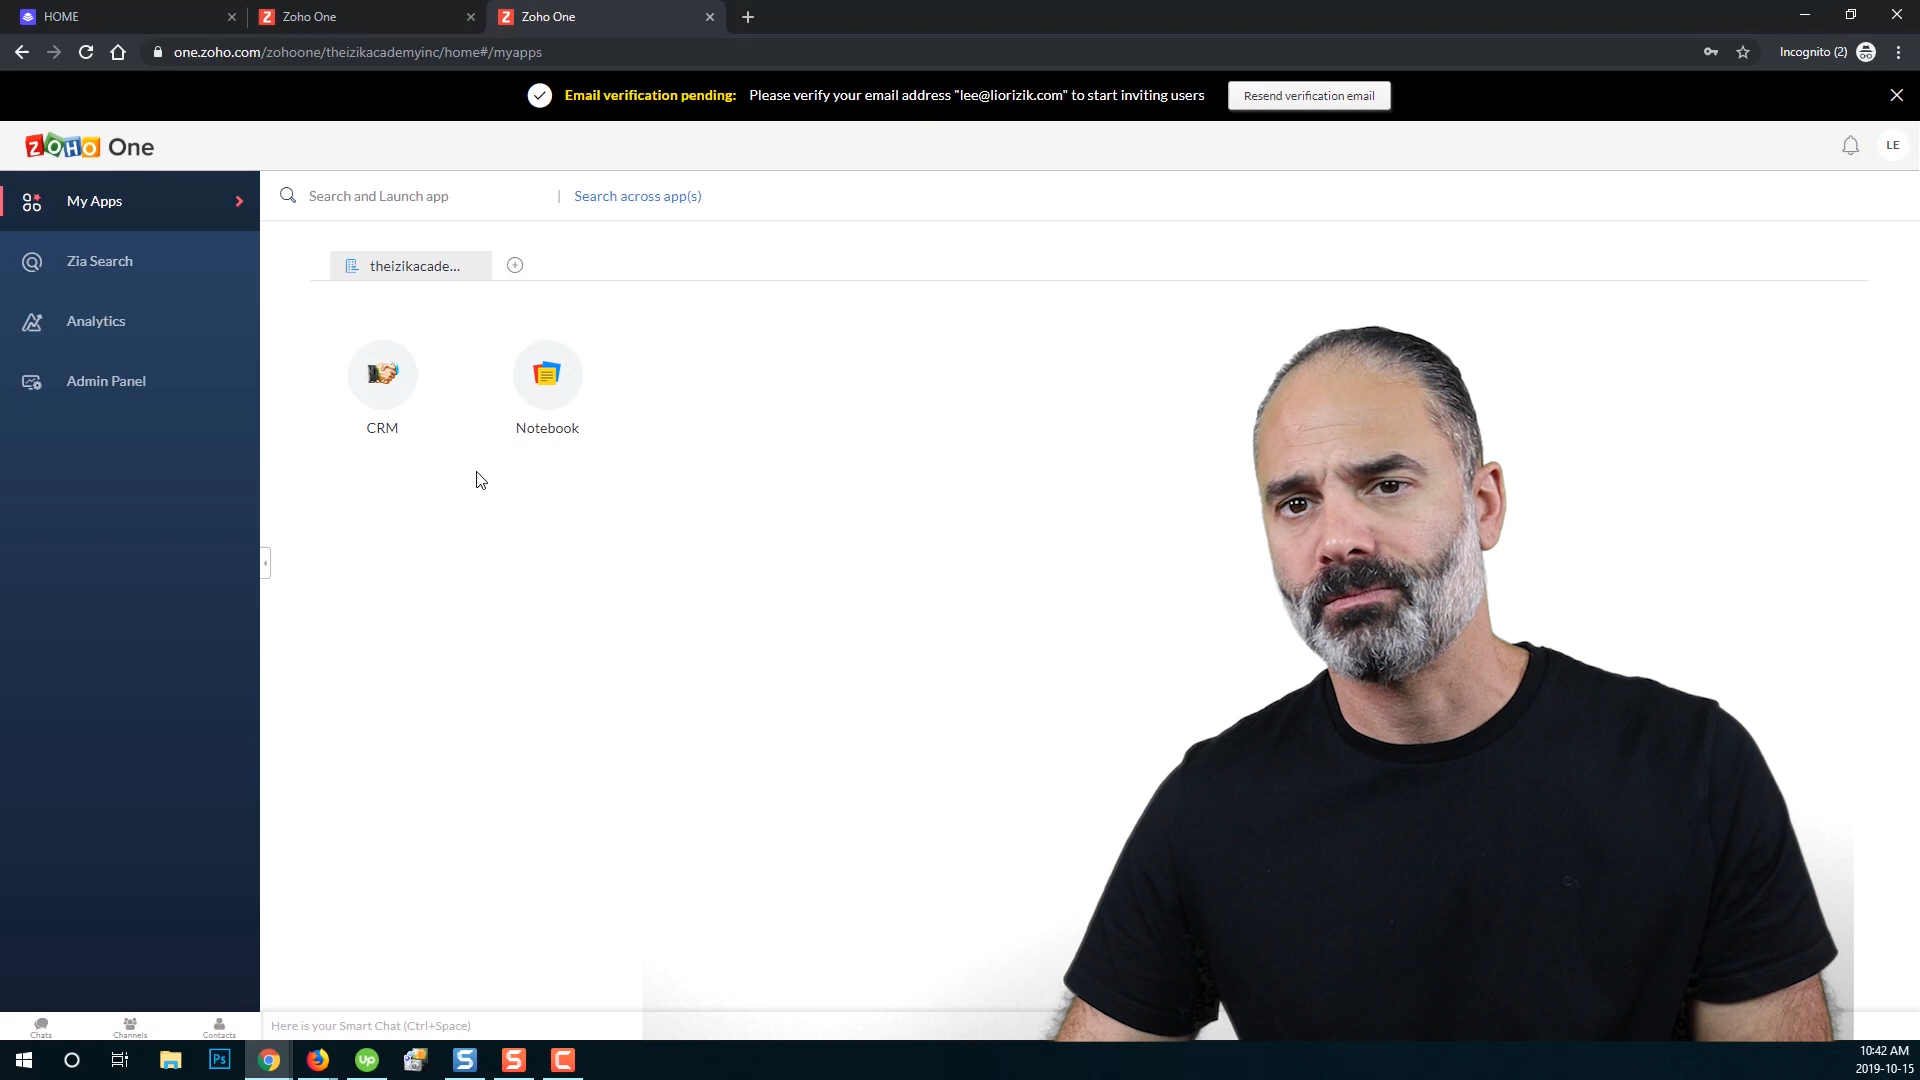 HOME
Zoho One
Zoho One
one.zoho.com/zohoone/theizikacademyinc/home#/myapps
Incognito (2)
Email verification pending: Please verify your email address "lee@liorizik.com" to start inviting users
Resend verification email
ZOHO One
LE
My Apps
Search and Launch app
Search across app(s)
Zia Search
theizikacade...
Analytics
Admin Panel
CRM
Notebook
Chats
Channels
Contacts
Here is your Smart Chat (Ctrl+Space)
Ps
Up
S
S
C
10:42 AM
2019-10-15